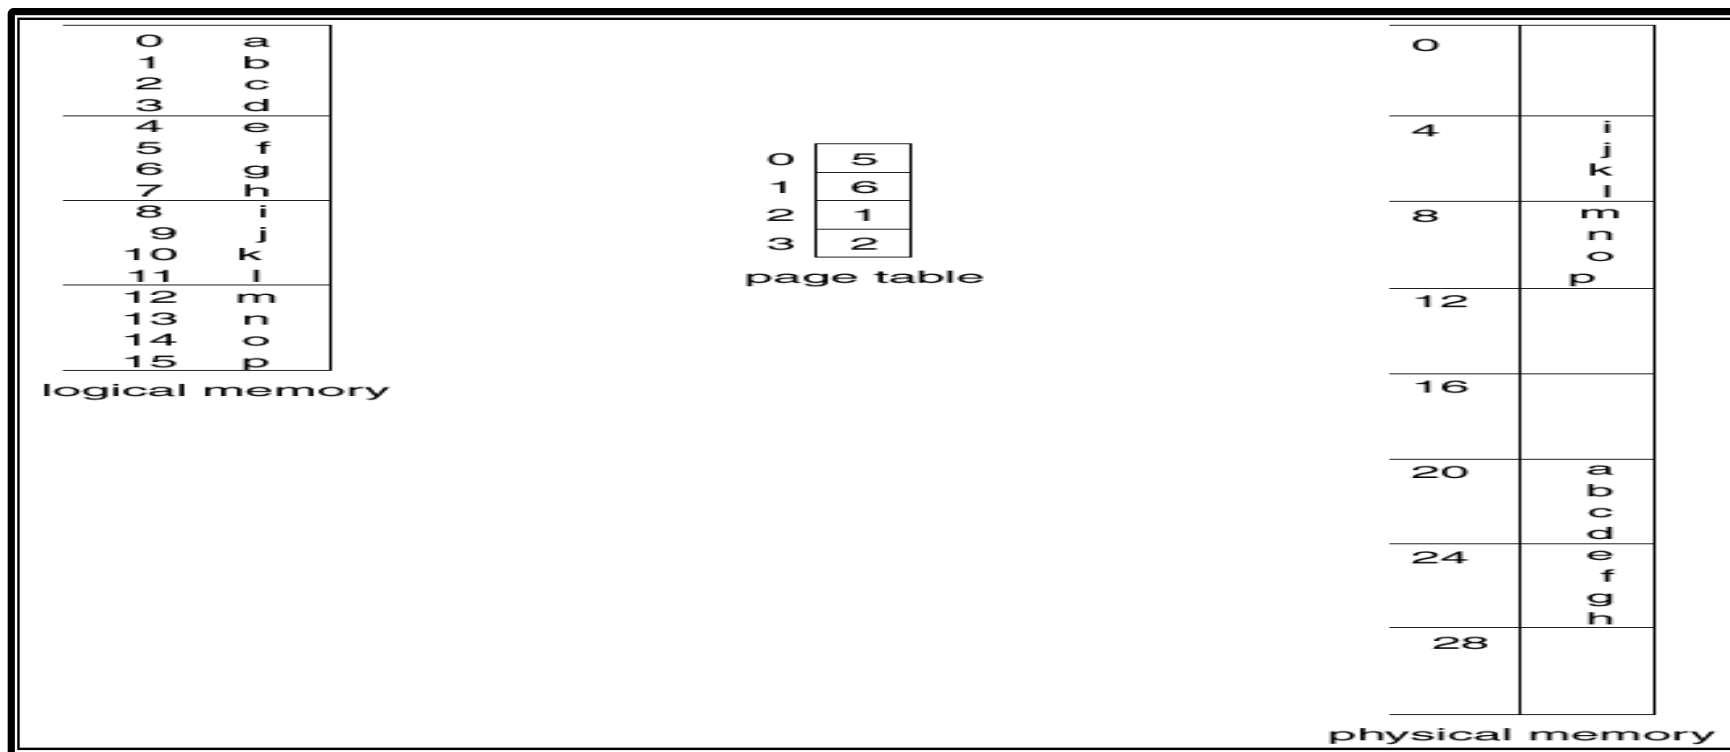 0 a
1 b
2 c
3 d
4 e
5 f
6 g
7 h
8 i
9 j
10 k
11 l
12 m
13 n
14 o
15 p
logical memory
0 5
1 6
2 1
3 2
page table
0
4 i
j
k
l
8 m
n
o
p
12
16
20 a
b
c
d
24 e
f
g
h
28
physical memory